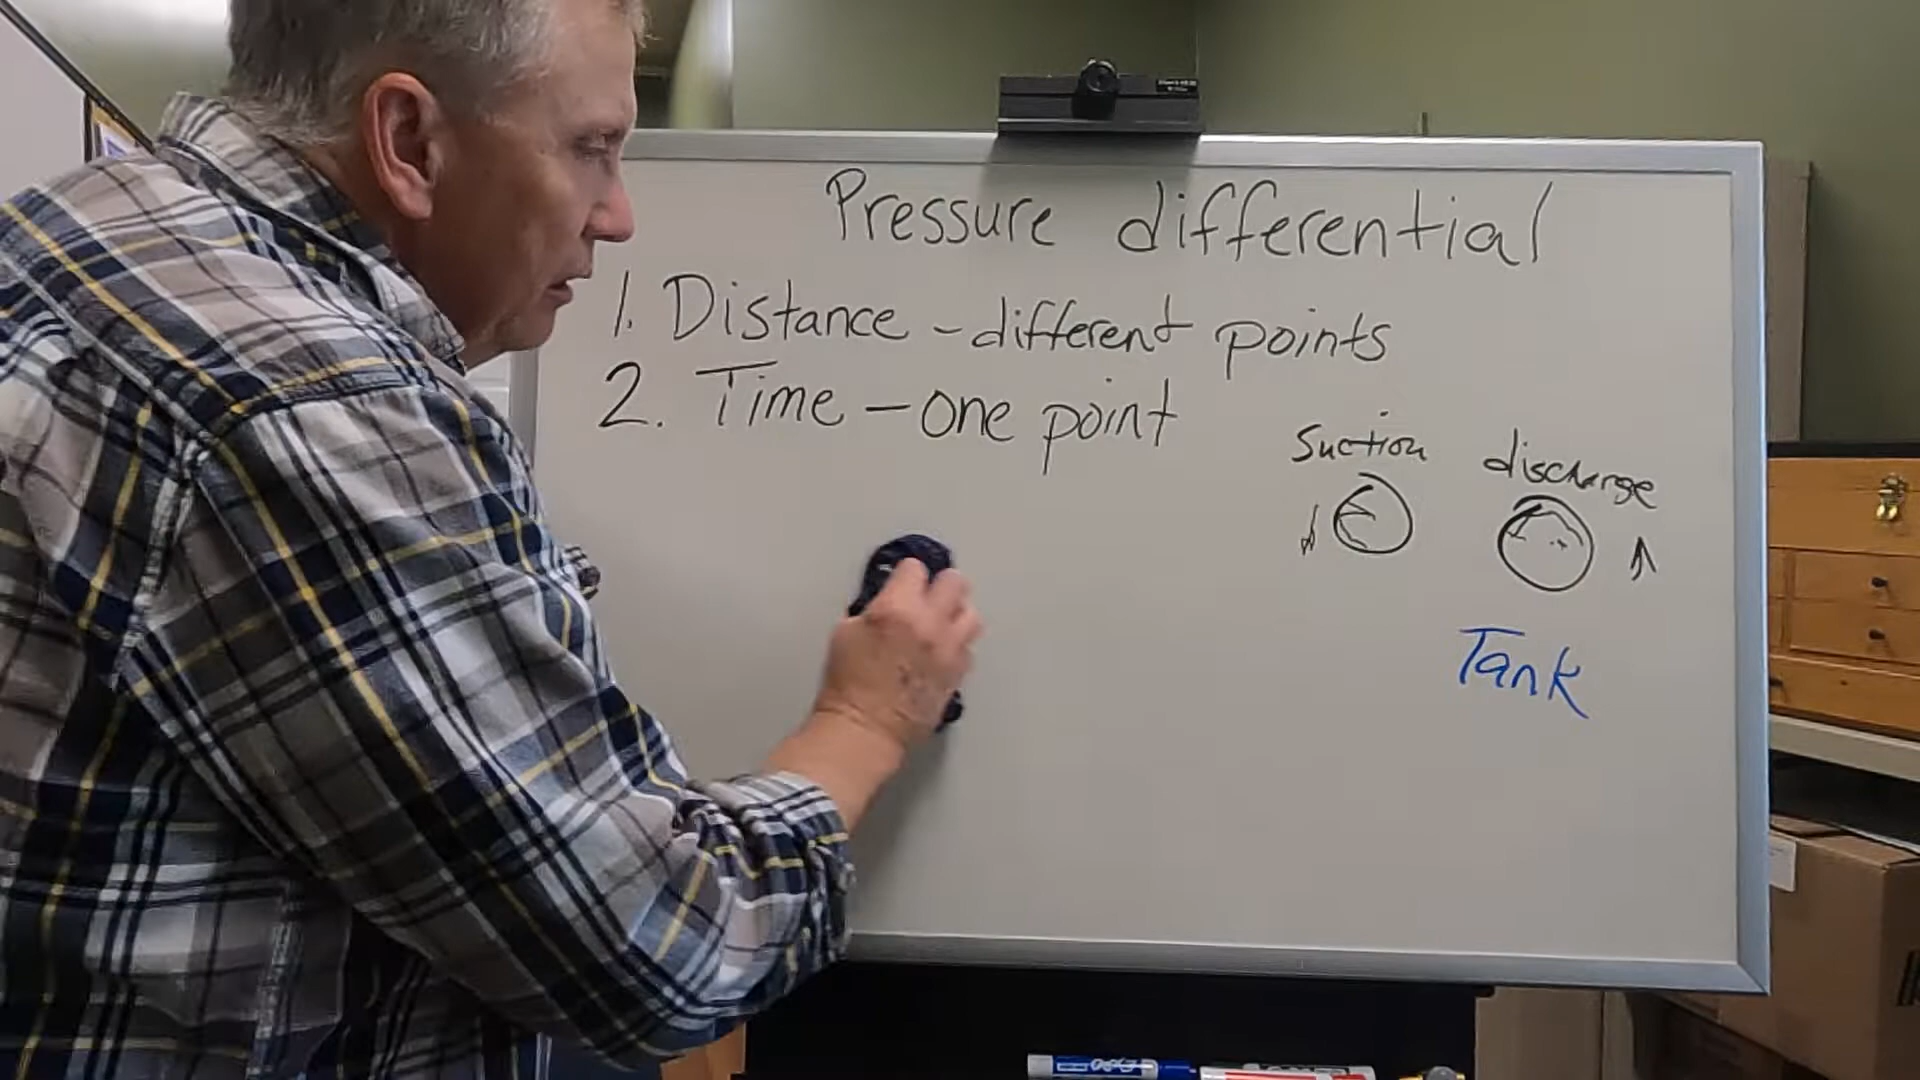 Pressure differential
1. Distance - different points
2. Time - one point
Suction discharge
Tank